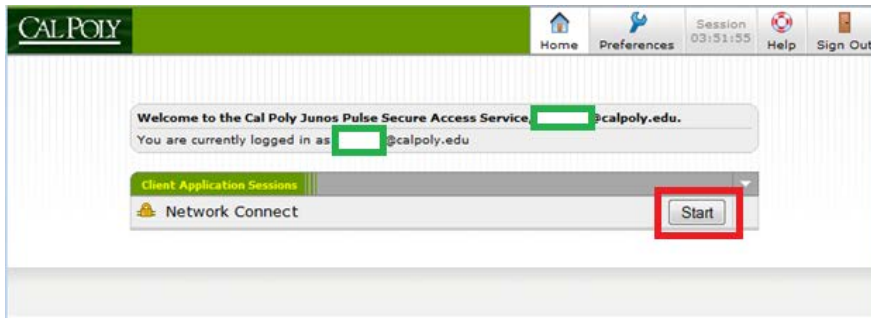 CAL POLY
Home
Preferences
Session
03:51:55
Help
Sign Out
Welcome to the Cal Poly Junos Pulse Secure Access Service, @calpoly.edu.
You are currently logged in as @calpoly.edu
Client Application Sessions
Network Connect
Start